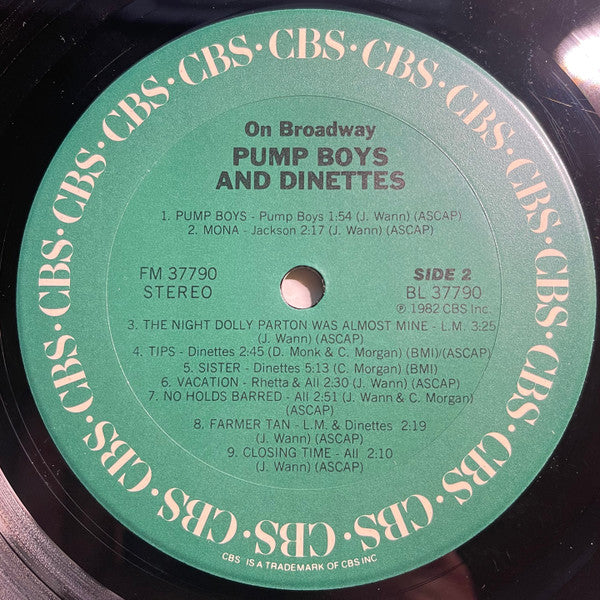 CBS · CBS · CBS · CBS · CBS · CBS · CBS · CBS · CBS · CBS · CBS · CBS · CBS · CBS · CBS · CBS ·
On Broadway
PUMP BOYS
AND DINETTES
1. PUMP BOYS - Pump Boys 1:54 (J. Wann) (ASCAP)
2. MONA - Jackson 2:17 (J. Wann) (ASCAP)
FM 37790
STEREO
SIDE 2
BL 37790
℗ 1982 CBS Inc.
3. THE NIGHT DOLLY PARTON WAS ALMOST MINE - L.M. 3:25
(J. Wann) (ASCAP)
4. TIPS - Dinettes 2:45 (D. Monk & C. Morgan) (BMI)/(ASCAP)
5. SISTER - Dinettes 5:13 (C. Morgan) (BMI)
6. VACATION - Rhetta & All 2:30 (J. Wann) (ASCAP)
7. NO HOLDS BARRED - All 2:51 (J. Wann & C. Morgan)
(ASCAP)
8. FARMER TAN - L.M. & Dinettes 2:19
(J. Wann) (ASCAP)
9. CLOSING TIME - All 2:10
(J. Wann) (ASCAP)
CBS IS A TRADEMARK OF CBS INC